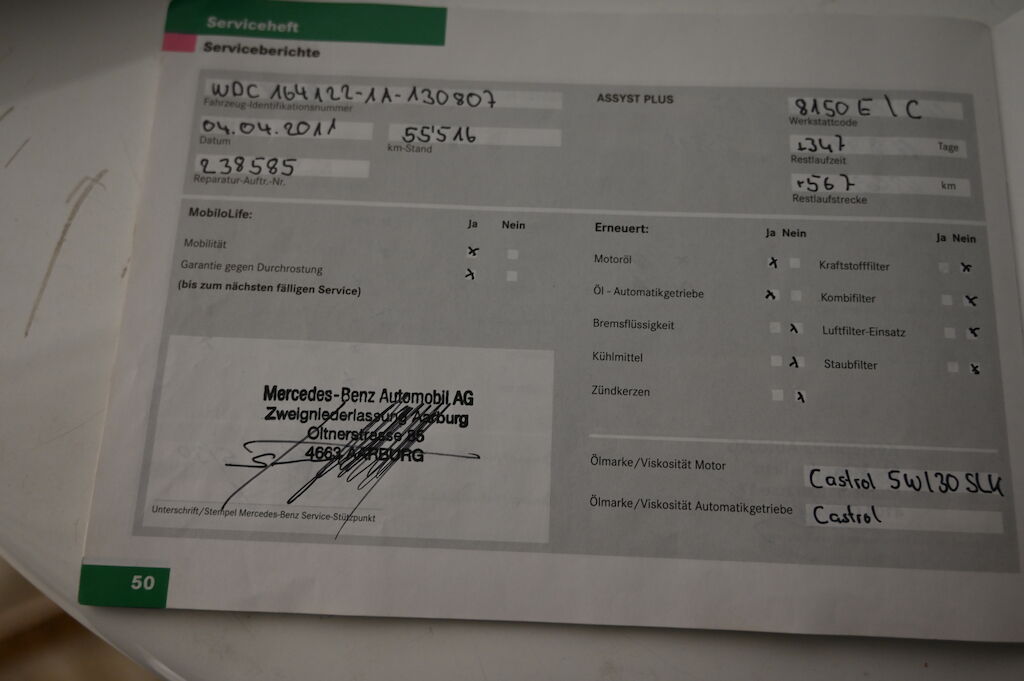 Serviceheft
Serviceberichte
WDC 164122-1A-130807
Fahrzeug-Identifikationsnummer
04.04.2011
Datum
55'516
km-Stand
238585
Reparatur-Auftr.-Nr.
ASSYST PLUS
8150 E \ C
Werkstattcode
347 Tage
Restlaufzeit
567 km
Restlaufstrecke
MobiloLife:
Ja Nein
Mobilität
Garantie gegen Durchrostung
(bis zum nächsten fälligen Service)
Erneuert:
Ja Nein
Ja Nein
Motoröl
Kraftstofffilter
Öl - Automatikgetriebe
Kombifilter
Bremsflüssigkeit
Luftfilter-Einsatz
Kühlmittel
Staubfilter
Zündkerzen
Mercedes-Benz Automobil AG
Zweigniederlassung Aarburg
Oltnerstrasse 85
4663 AARBURG
Unterschrift/Stempel Mercedes-Benz Service-Stützpunkt
Ölmarke/Viskosität Motor
Castrol 5W/30 SLX
Ölmarke/Viskosität Automatikgetriebe
Castrol
50